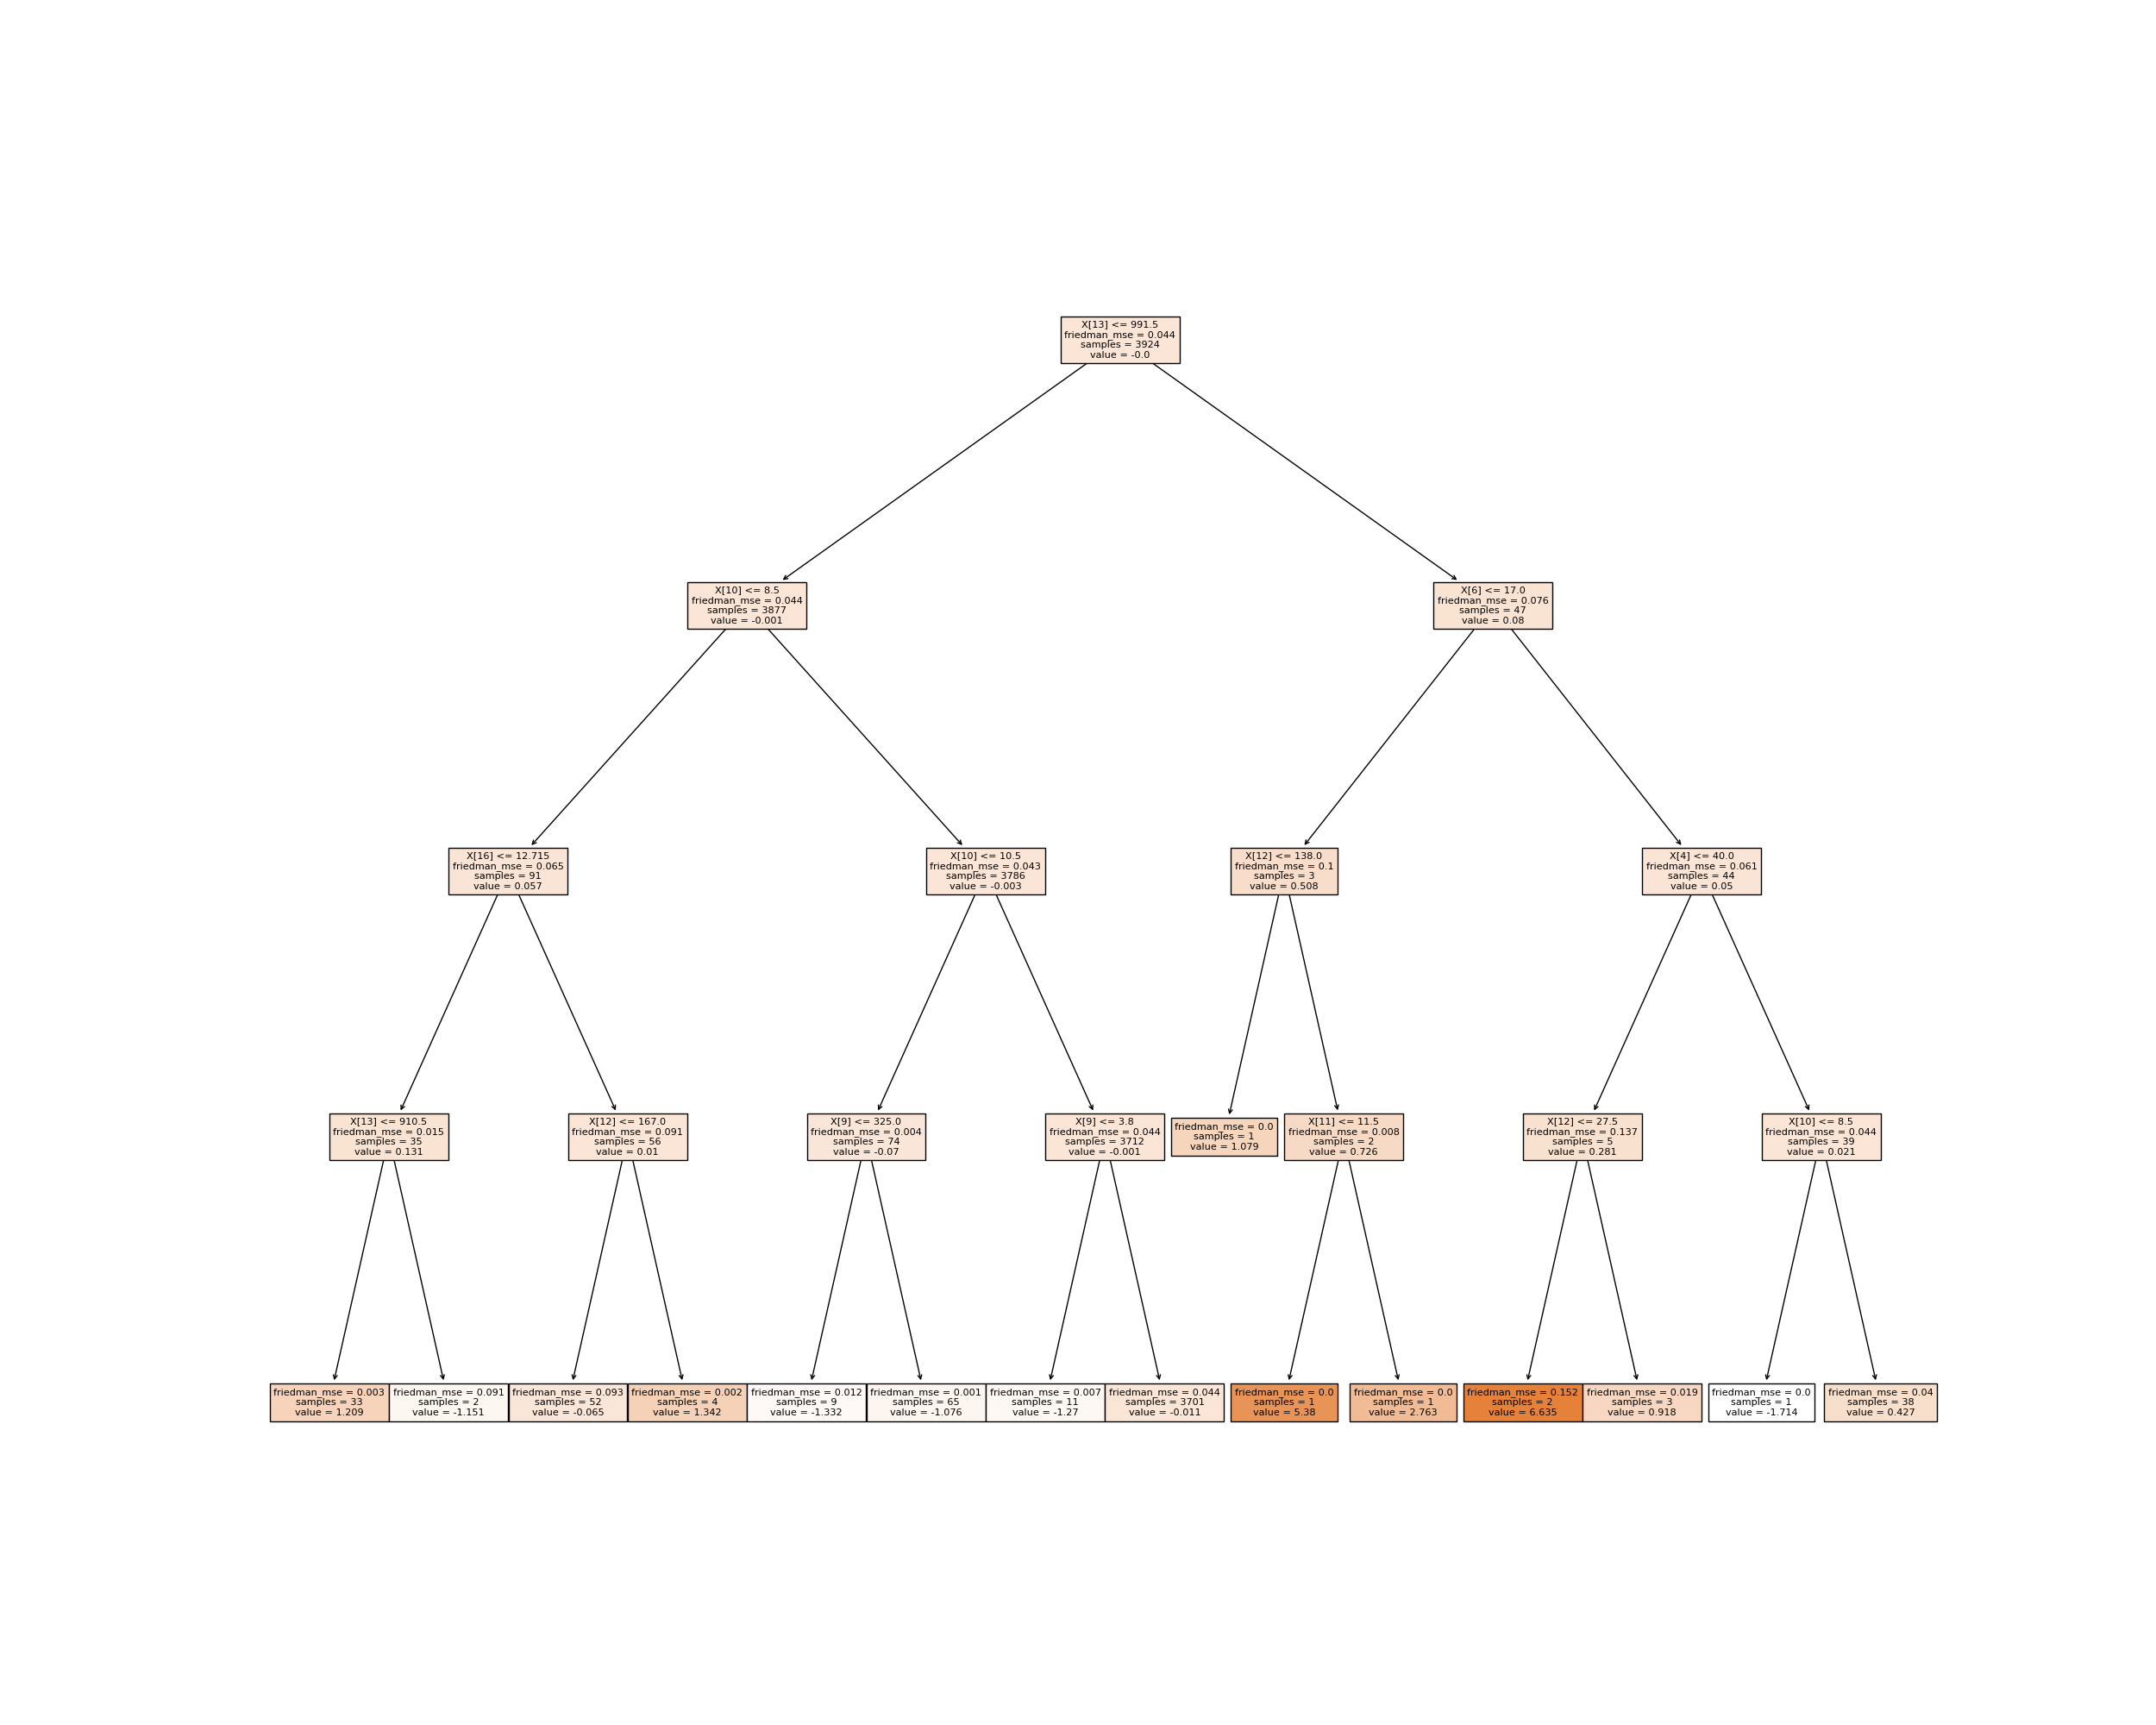 X[13] <= 991.5
friedman_mse = 0.044
samples = 3924
value = -0.0
X[10] <= 8.5
friedman_mse = 0.044
samples = 3877
value = -0.001
X[6] <= 17.0
friedman_mse = 0.076
samples = 47
value = 0.08
X[16] <= 12.715
friedman_mse = 0.065
samples = 91
value = 0.057
X[10] <= 10.5
friedman_mse = 0.043
samples = 3786
value = -0.003
X[12] <= 138.0
friedman_mse = 0.1
samples = 3
value = 0.508
X[4] <= 40.0
friedman_mse = 0.061
samples = 44
value = 0.05
X[13] <= 910.5
friedman_mse = 0.015
samples = 35
value = 0.131
X[12] <= 167.0
friedman_mse = 0.091
samples = 56
value = 0.01
X[9] <= 325.0
friedman_mse = 0.004
samples = 74
value = -0.07
X[9] <= 3.8
friedman_mse = 0.044
samples = 3712
value = -0.001
friedman_mse = 0.0
samples = 1
value = 1.079
X[11] <= 11.5
friedman_mse = 0.008
samples = 2
value = 0.726
X[12] <= 27.5
friedman_mse = 0.137
samples = 5
value = 0.281
X[10] <= 8.5
friedman_mse = 0.044
samples = 39
value = 0.021
friedman_mse = 0.003
samples = 33
value = 1.209
friedman_mse = 0.091
samples = 2
value = -1.151
friedman_mse = 0.093
samples = 52
value = -0.065
friedman_mse = 0.002
samples = 4
value = 1.342
friedman_mse = 0.012
samples = 9
value = -1.332
friedman_mse = 0.001
samples = 65
value = -1.076
friedman_mse = 0.007
samples = 11
value = -1.27
friedman_mse = 0.044
samples = 3701
value = -0.011
friedman_mse = 0.0
samples = 1
value = 5.38
friedman_mse = 0.0
samples = 1
value = 2.763
friedman_mse = 0.152
samples = 2
value = 6.635
friedman_mse = 0.019
samples = 3
value = 0.918
friedman_mse = 0.0
samples = 1
value = -1.714
friedman_mse = 0.04
samples = 38
value = 0.427